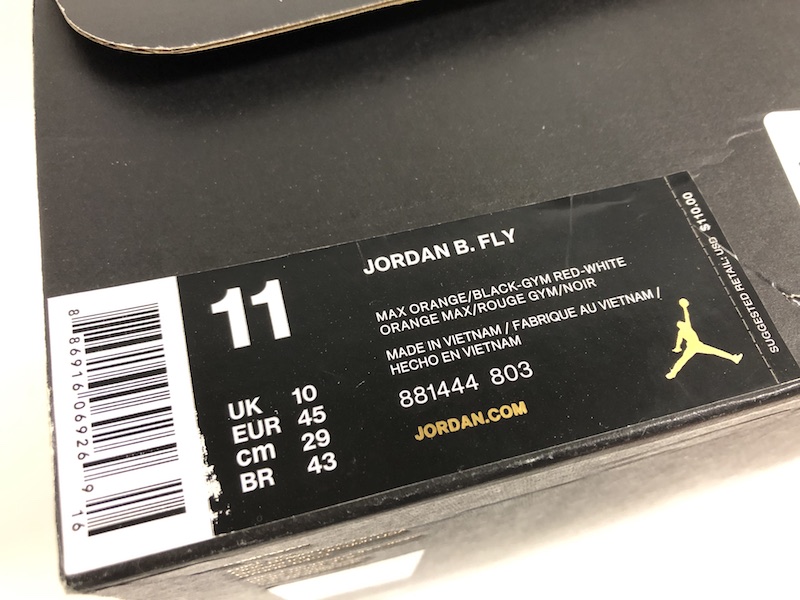 JORDAN B. FLY
11
MAX ORANGE/BLACK-GYM RED-WHITE
ORANGE MAX/ROUGE GYM/NOIR
MADE IN VIETNAM / FABRIQUE AU VIETNAM /
HECHO EN VIETNAM
881444 803
JORDAN.COM
UK 10
EUR 45
cm 29
BR 43
SUGGESTED RETAIL: USD $110.00
8 86916 06926 9 16